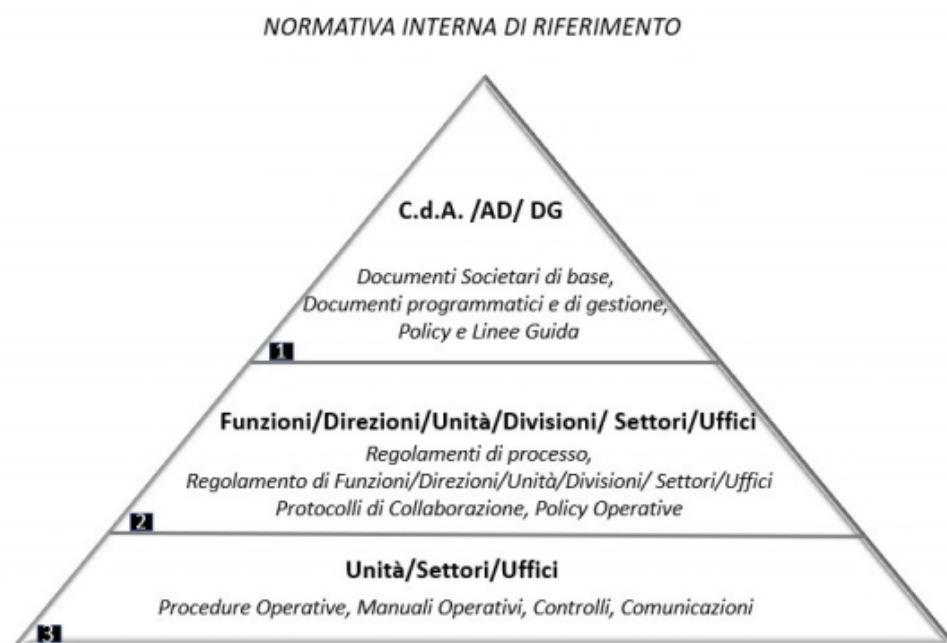 NORMATIVA INTERNA DI RIFERIMENTO
C.d.A. /AD/ DG
Documenti Societari di base,
Documenti programmatici e di gestione,
Policy e Linee Guida
1
Funzioni/Direzioni/Unità/Divisioni/ Settori/Uffici
Regolamenti di processo,
Regolamento di Funzioni/Direzioni/Unità/Divisioni/ Settori/Uffici
Protocolli di Collaborazione, Policy Operative
2
Unità/Settori/Uffici
Procedure Operative, Manuali Operativi, Controlli, Comunicazioni
3